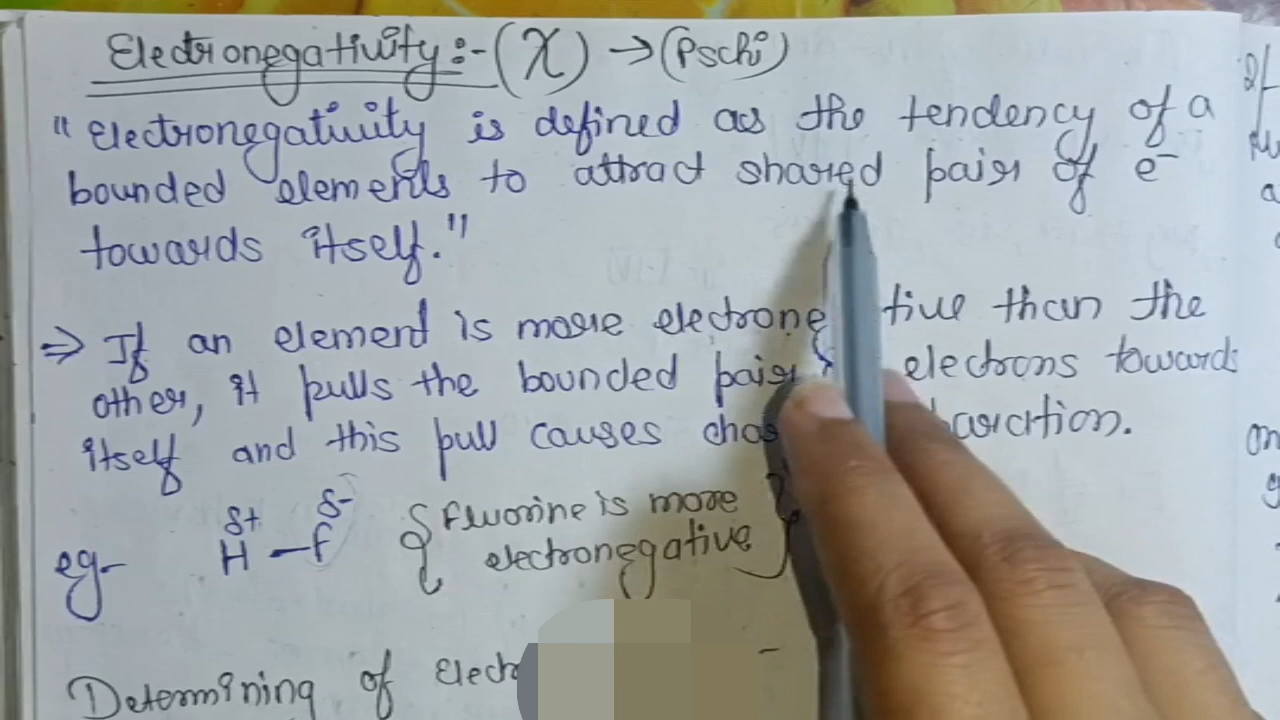 Electronegativity :- (χ) → (Pschi)
"Electronegativity is defined as the tendency of a
bounded elements to attract shared pair of e⁻
towards itself."
⇒ If an element is more electrone tive than the
other, it pulls the bounded pair electrons towards
itself and this pull causes
δ+ δ-
eg- H – F { Fluorine is more
electronegative }
Determining of Electr